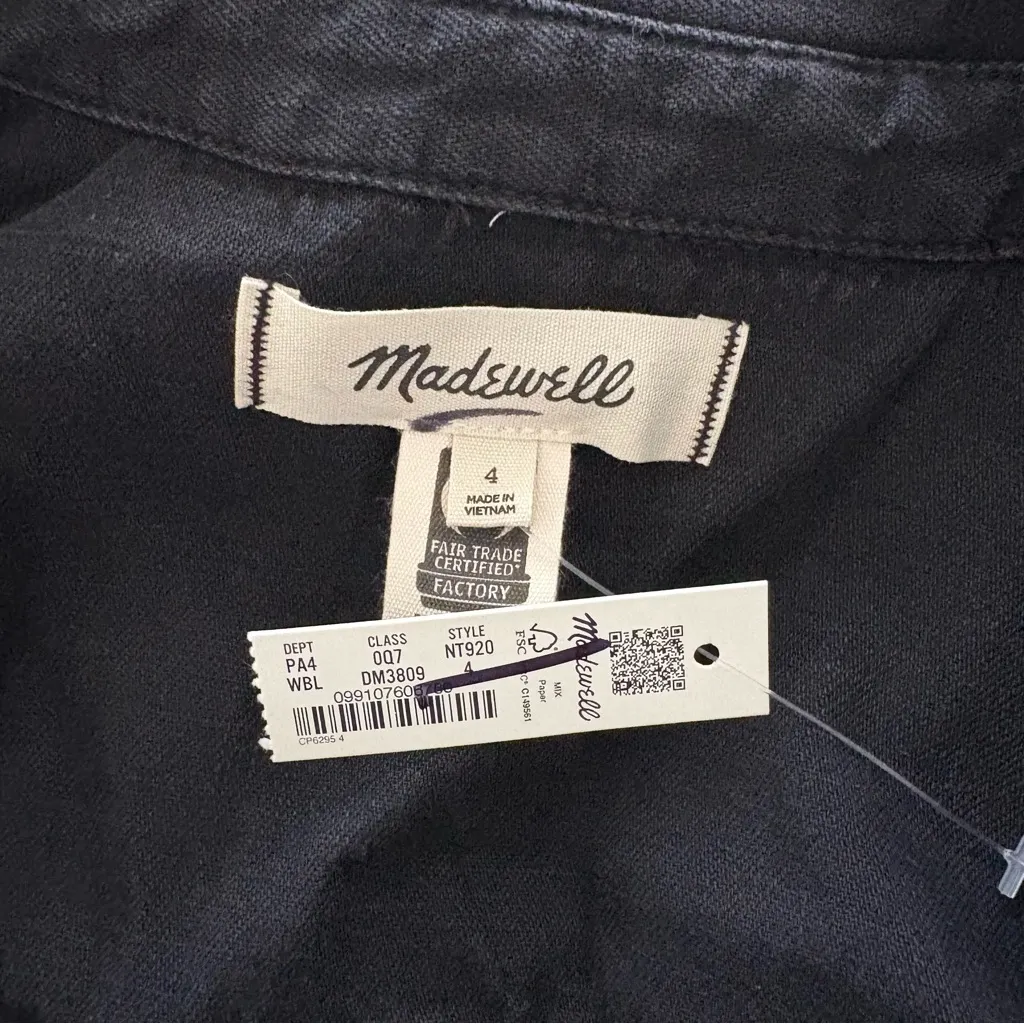 Madewell
4
MADE IN
VIETNAM
FAIR TRADE
CERTIFIED
FACTORY
DEPT CLASS STYLE
PA4 0Q7 NT920
WBL DM3809 4
CP6295 4
FSC
MIX
Paper
C149561
Madewell